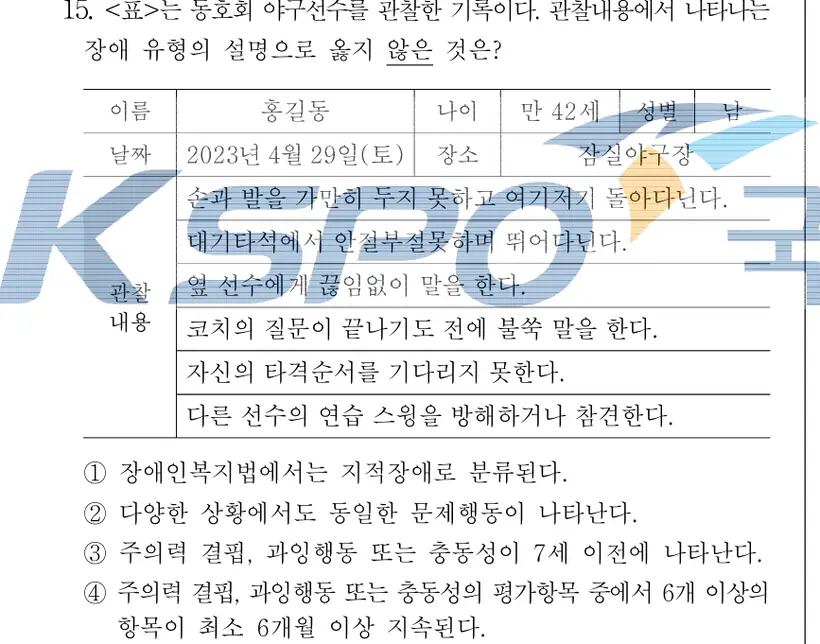 15. <표>는 동호회 야구선수를 관찰한 기록이다. 관찰내용에서 나타나는
장애 유형의 설명으로 옳지 않은 것은?
이름 홍길동 나이 만 42세 성별 남
날짜 2023년 4월 29일(토) 장소 잠실야구장
관찰
내용
손과 발을 가만히 두지 못하고 여기저기 돌아다닌다.
대기타석에서 안절부절못하며 뛰어다닌다.
옆 선수에게 끊임없이 말을 한다.
코치의 질문이 끝나기도 전에 불쑥 말을 한다.
자신의 타격순서를 기다리지 못한다.
다른 선수의 연습 스윙을 방해하거나 참견한다.
KSPO 국
① 장애인복지법에서는 지적장애로 분류된다.
② 다양한 상황에서도 동일한 문제행동이 나타난다.
③ 주의력 결핍, 과잉행동 또는 충동성이 7세 이전에 나타난다.
④ 주의력 결핍, 과잉행동 또는 충동성의 평가항목 중에서 6개 이상의
항목이 최소 6개월 이상 지속된다.